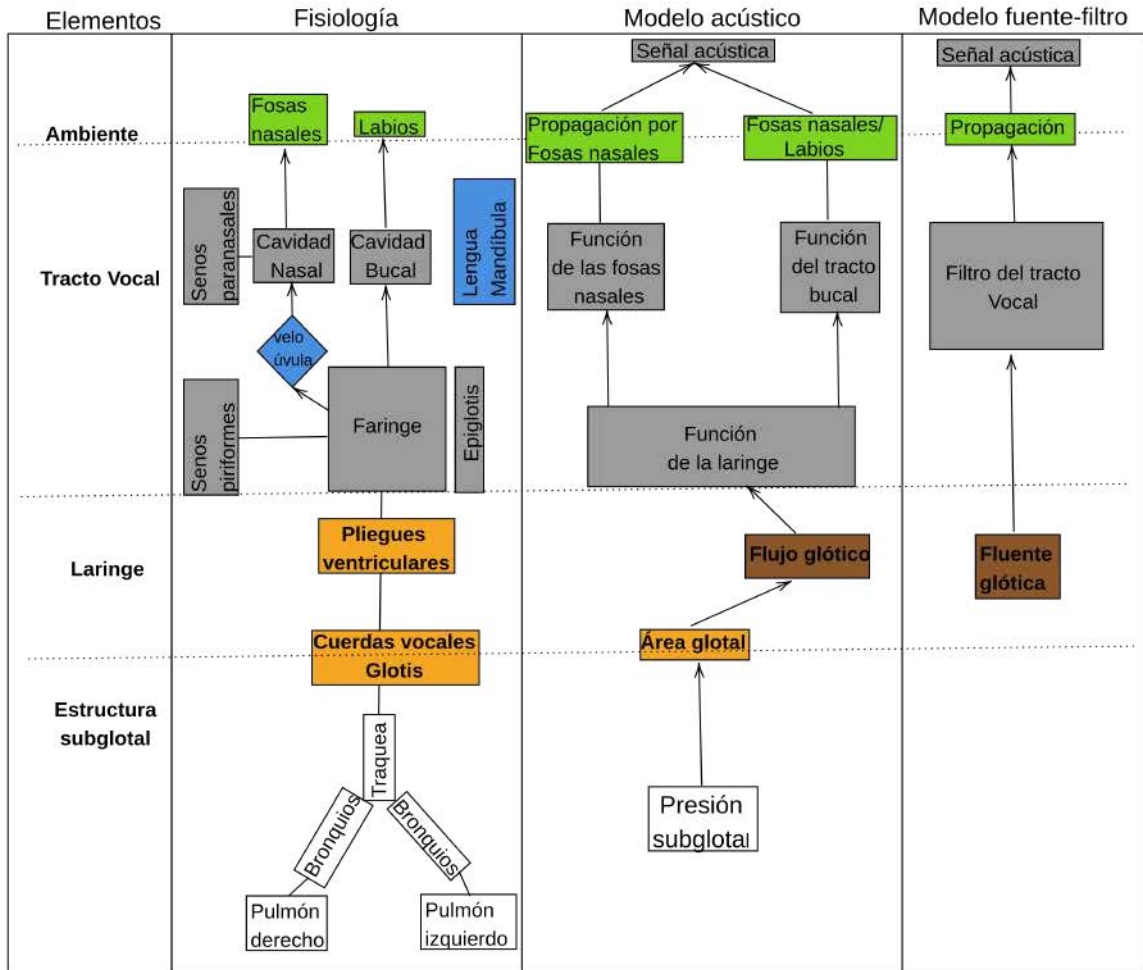 Elementos
Fisiología
Modelo acústico
Modelo fuente-filtro
Ambiente
Tracto Vocal
Laringe
Estructura
subglotal
Fosas
nasales
Labios
Senos
paranasales
Cavidad
Nasal
Cavidad
Bucal
Lengua
Mandíbula
velo
úvula
Senos
piriformes
Faringe
Epiglotis
Pliegues
ventriculares
Cuerdas vocales
Glotis
Traquea
Bronquios
Bronquios
Pulmón
derecho
Pulmón
izquierdo
Señal acústica
Propagación por
Fosas nasales
Fosas nasales/
Labios
Función
de las fosas
nasales
Función
del tracto
bucal
Función
de la laringe
Flujo glótico
Área glotal
Presión
subglotal
Señal acústica
Propagación
Filtro del tracto
Vocal
Fluente
glótica